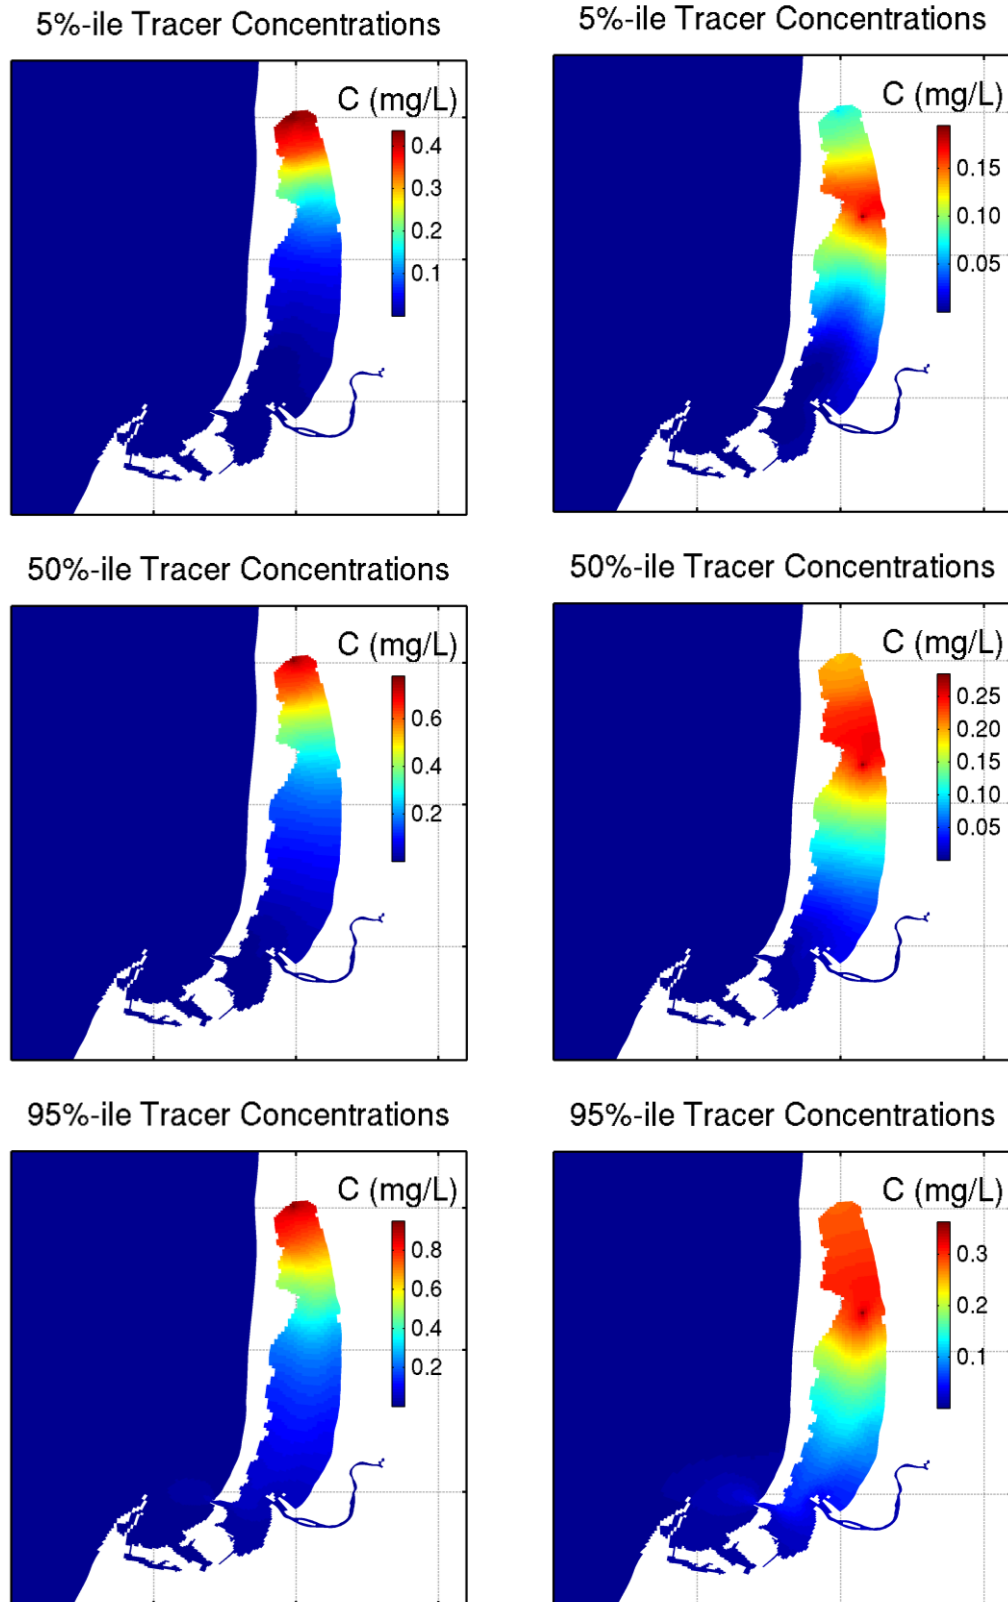 5%-ile Tracer Concentrations
C (mg/L)
0.4
0.3
0.2
0.1
5%-ile Tracer Concentrations
C (mg/L)
0.15
0.10
0.05
50%-ile Tracer Concentrations
C (mg/L)
0.6
0.4
0.2
50%-ile Tracer Concentrations
C (mg/L)
0.25
0.20
0.15
0.10
0.05
95%-ile Tracer Concentrations
C (mg/L)
0.8
0.6
0.4
0.2
95%-ile Tracer Concentrations
C (mg/L)
0.3
0.2
0.1